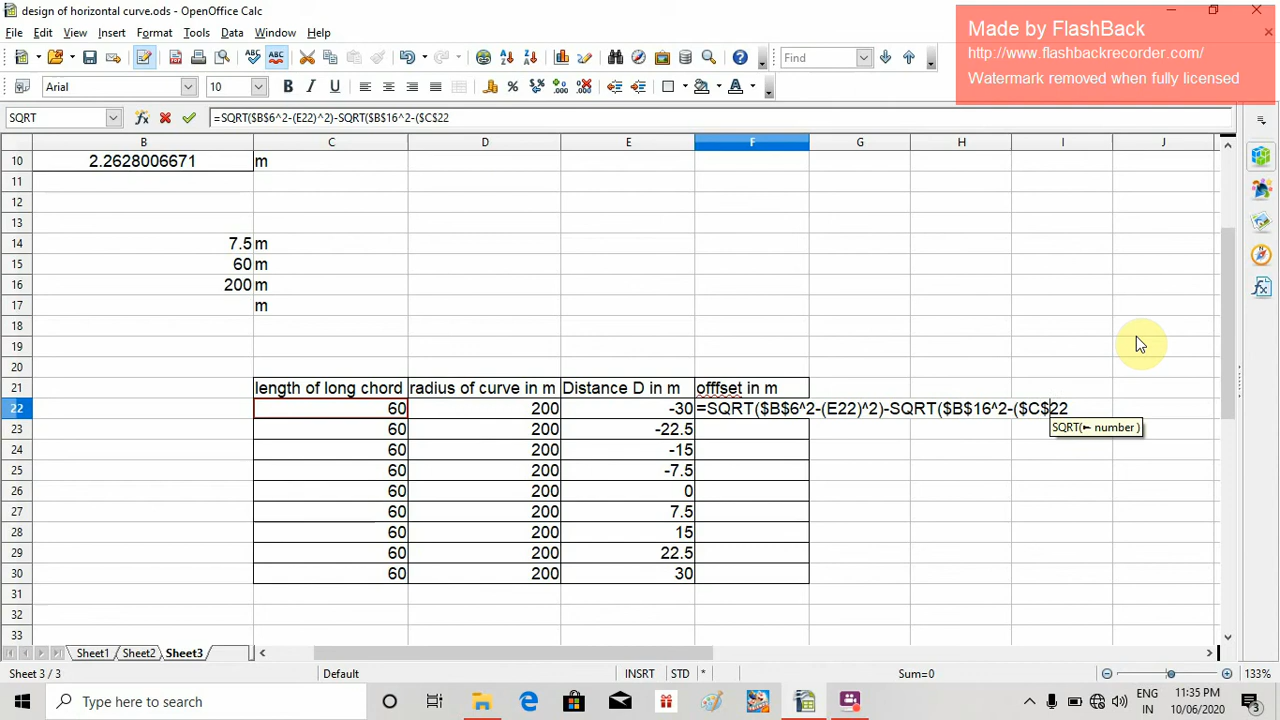 design of horizontal curve.ods - OpenOffice Calc
Made by FlashBack
http://www.flashbackrecorder.com/
Watermark removed when fully licensed
File Edit View Insert Format Tools Data Window Help
Find
Arial 10
SQRT =SQRT($B$6^2-(E22)^2)-SQRT($B$16^2-($C$22
B C D E F G H I J
10 2.2628006671 m
11
12
13
14 7.5 m
15 60 m
16 200 m
17 m
18
19
20
21 length of long chord radius of curve in m Distance D in m offfset in m
22 60 200 -30 =SQRT($B$6^2-(E22)^2)-SQRT($B$16^2-($C$22
SQRT( number )
23 60 200 -22.5
24 60 200 -15
25 60 200 -7.5
26 60 200 0
27 60 200 7.5
28 60 200 15
29 60 200 22.5
30 60 200 30
31
32
33
Sheet1 Sheet2 Sheet3
Sheet 3 / 3 Default INSRT STD * Sum=0 133%
Type here to search
ENG 11:35 PM
IN 10/06/2020
3